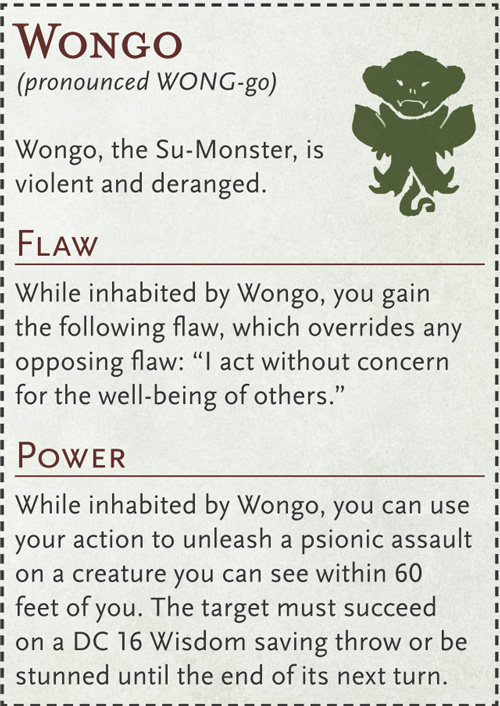 Wongo
(pronounced WONG-go)
Wongo, the Su-Monster, is
violent and deranged.
Flaw
While inhabited by Wongo, you gain
the following flaw, which overrides any
opposing flaw: “I act without concern
for the well-being of others.”
Power
While inhabited by Wongo, you can use
your action to unleash a psionic assault
on a creature you can see within 60
feet of you. The target must succeed
on a DC 16 Wisdom saving throw or be
stunned until the end of its next turn.